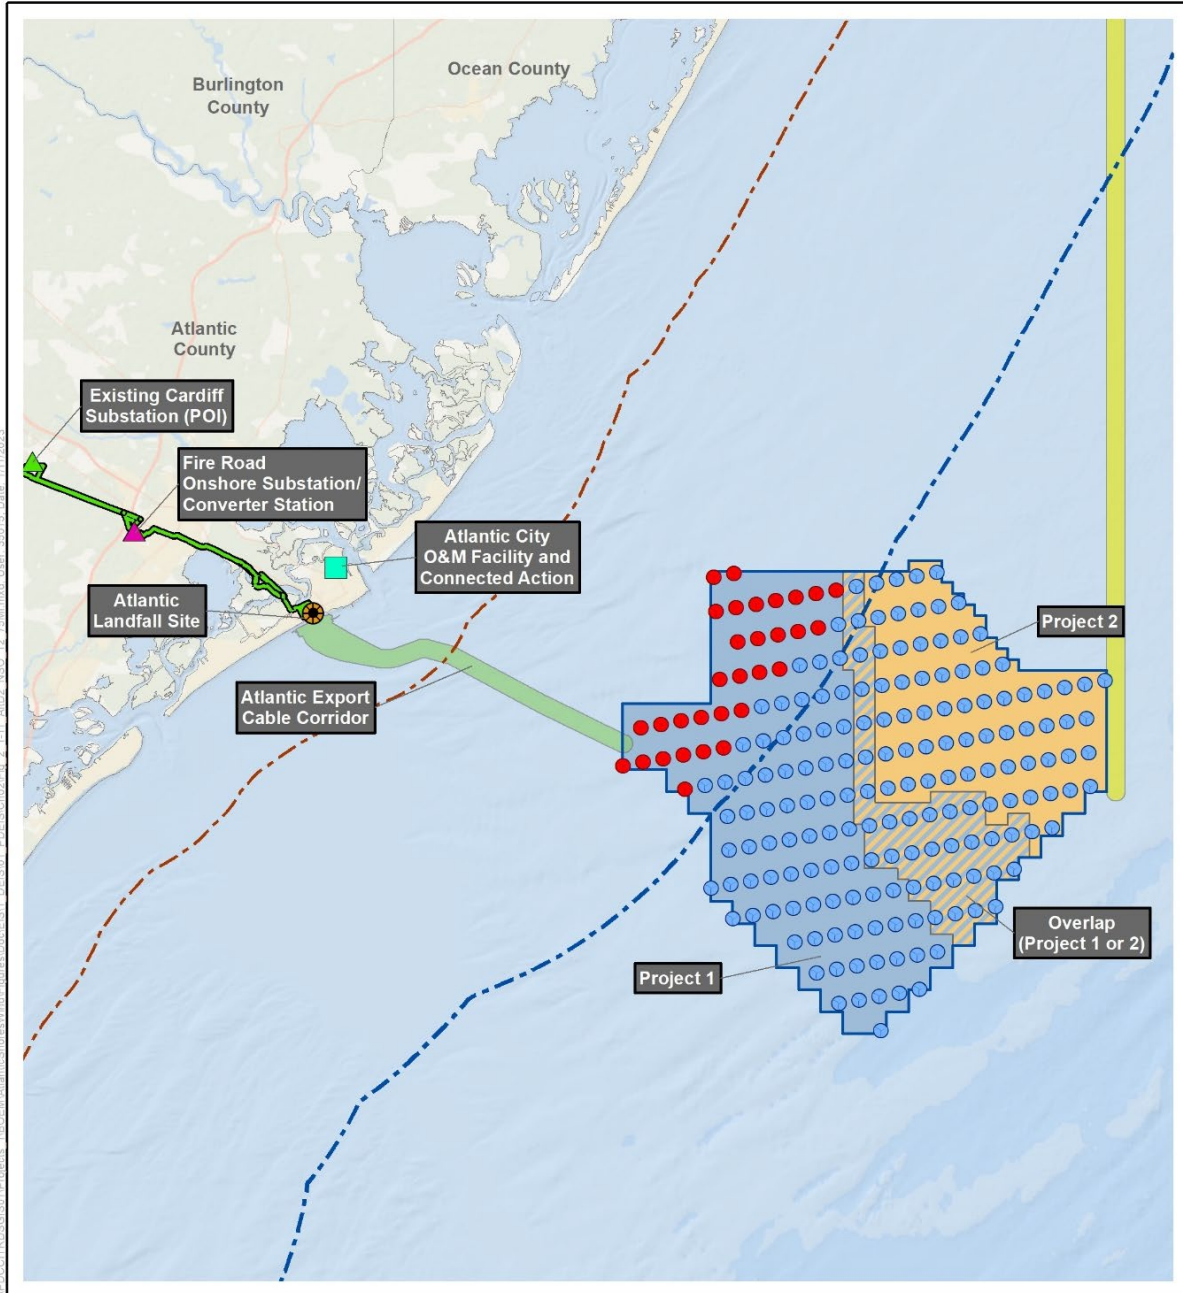 Ocean County
Burlington
County
Atlantic
County
Existing Cardiff
Substation (POI)
Fire Road
Onshore Substation/
Converter Station
Atlantic City
O&M Facility and
Connected Action
Atlantic
Landfall Site
Project 2
Atlantic Export
Cable Corridor
Overlap
(Project 1 or 2)
Project 1